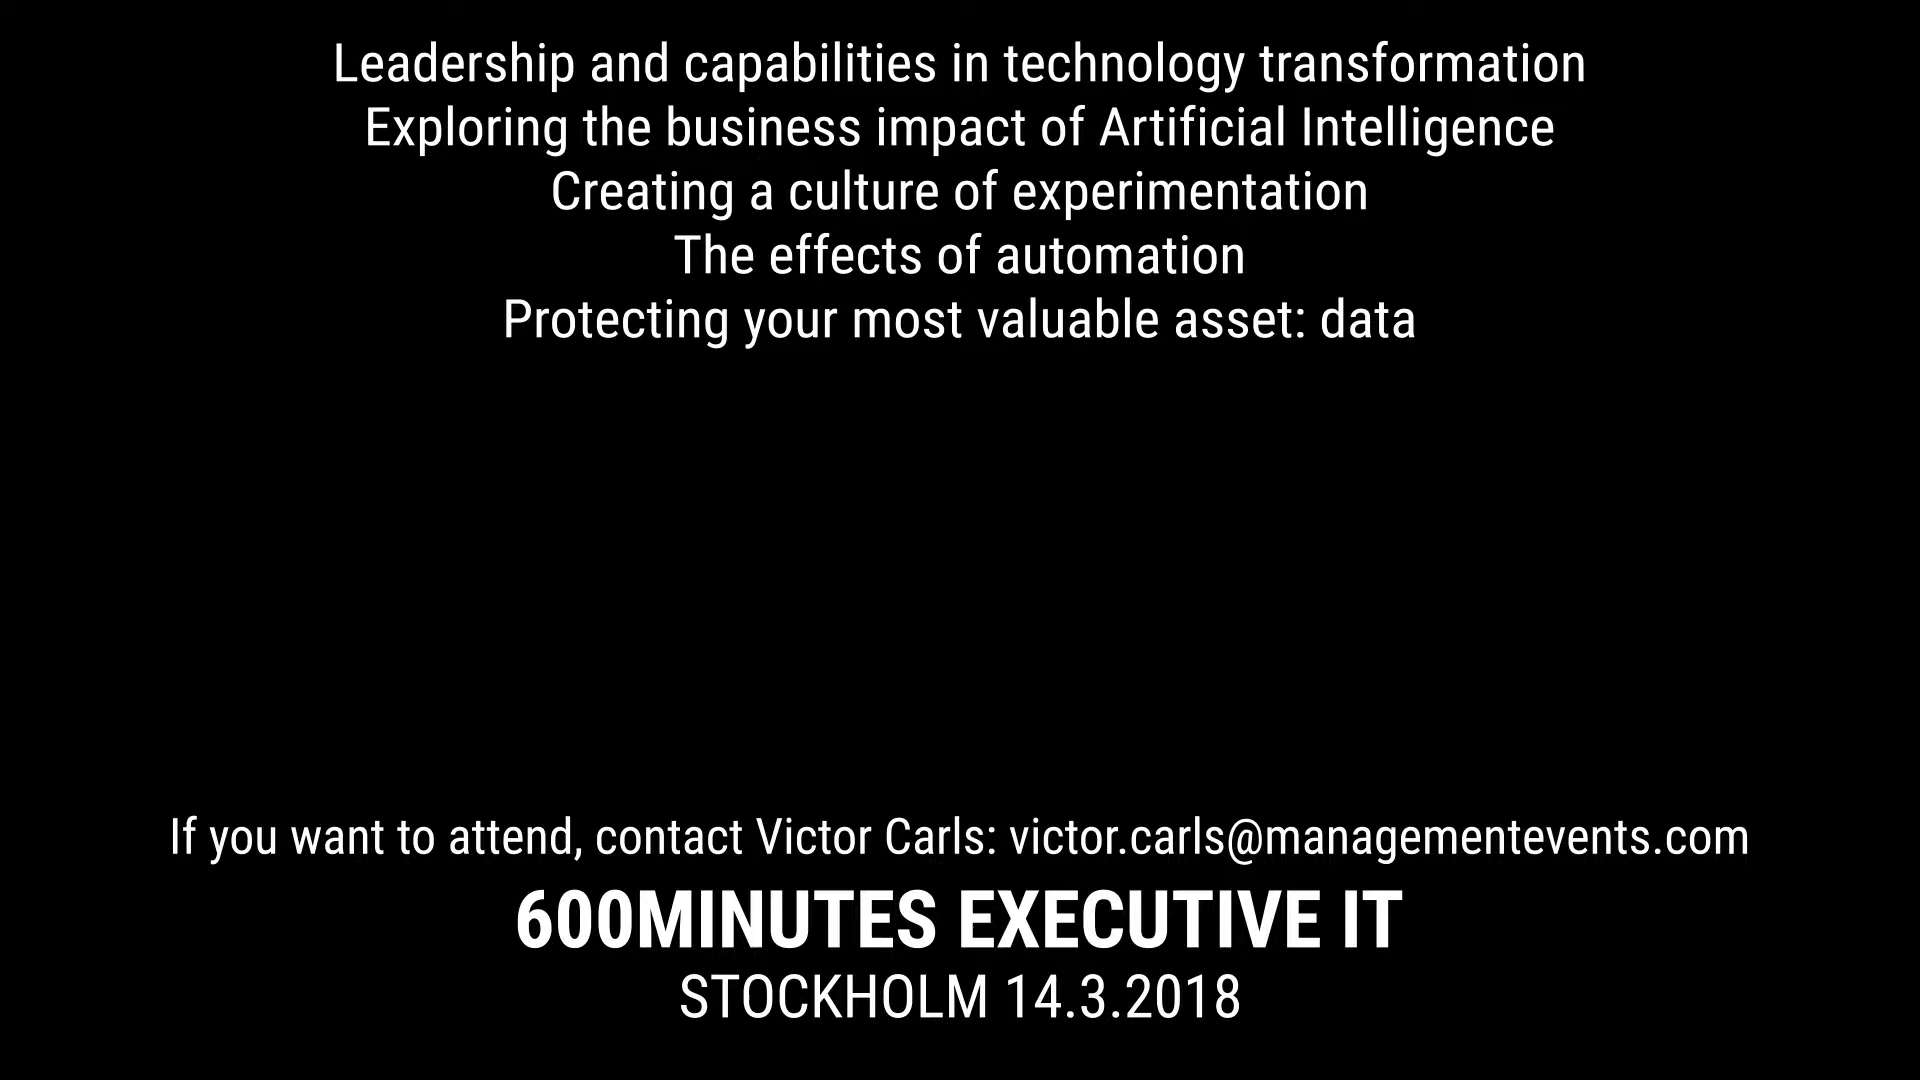 Leadership and capabilities in technology transformation
Exploring the business impact of Artificial Intelligence
Creating a culture of experimentation
The effects of automation
Protecting your most valuable asset: data
If you want to attend, contact Victor Carls: victor.carls@managementevents.com
600MINUTES EXECUTIVE IT
STOCKHOLM 14.3.2018